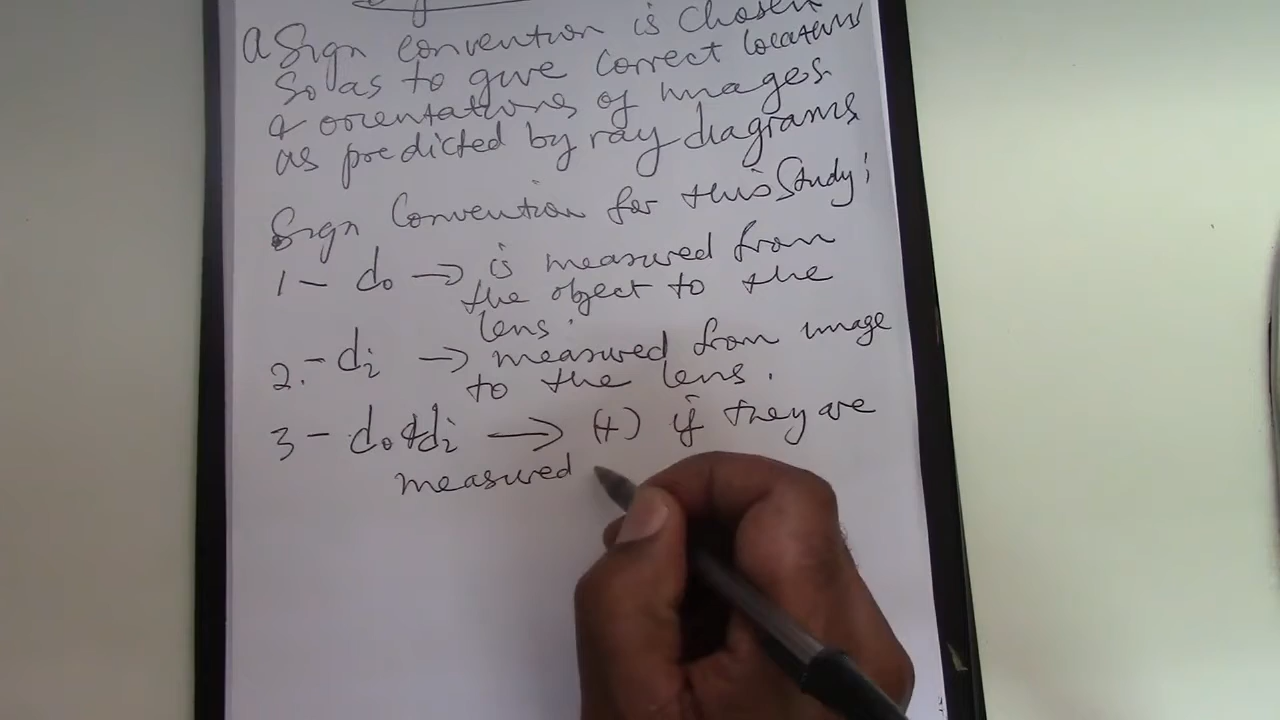 a Sign convention is chosen
so as to give correct locations
& orientations of images
as predicted by ray diagrams
Sign Convention for this Study;
1 - do → is measured from
the object to the
lens.
2. - di → measured from image
to the lens.
3 - do & di → (+) if they are
measured